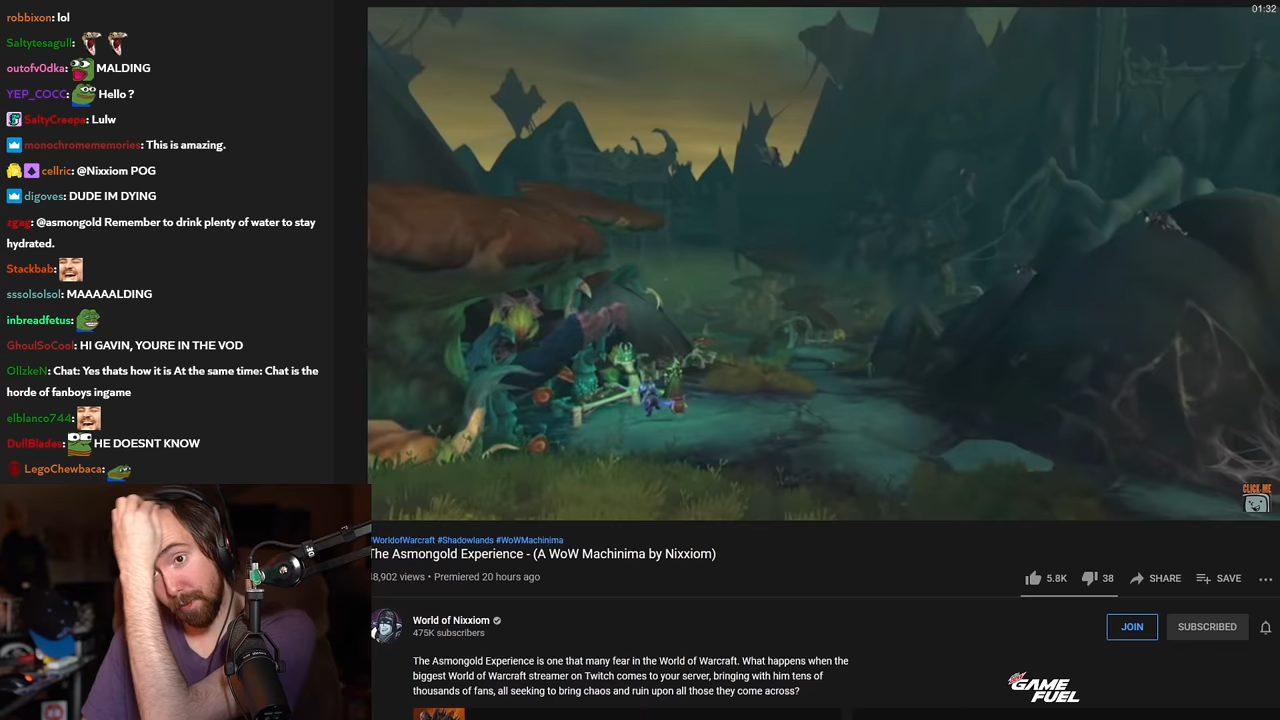 robbixon: lol
Saltytesagull:
outofv0dka: MALDING
YEP_COCC: Hello ?
SaltyCreepa: Lulw
monochromememories: This is amazing.
cellric: @Nixxiom POG
digoves: DUDE IM DYING
zgag: @asmongold Remember to drink plenty of water to stay
hydrated.
Stackbab:
sssolsolsol: MAAAAALDING
inbreadfetus:
GhoulSoCool: HI GAVIN, YOURE IN THE VOD
OllzkeN: Chat: Yes thats how it is At the same time: Chat is the
horde of fanboys ingame
elblanco744:
DullBlades: HE DOESNT KNOW
LegoChewbaca:
01:32
CLICK ME
#WorldofWarcraft #Shadowlands #WoWMachinima
The Asmongold Experience - (A WoW Machinima by Nixxiom)
8,902 views • Premiered 20 hours ago
5.8K
38
SHARE
SAVE
World of Nixxiom
475K subscribers
JOIN
SUBSCRIBED
The Asmongold Experience is one that many fear in the World of Warcraft. What happens when the
biggest World of Warcraft streamer on Twitch comes to your server, bringing with him tens of
thousands of fans, all seeking to bring chaos and ruin upon all those they come across?
GAME
FUEL